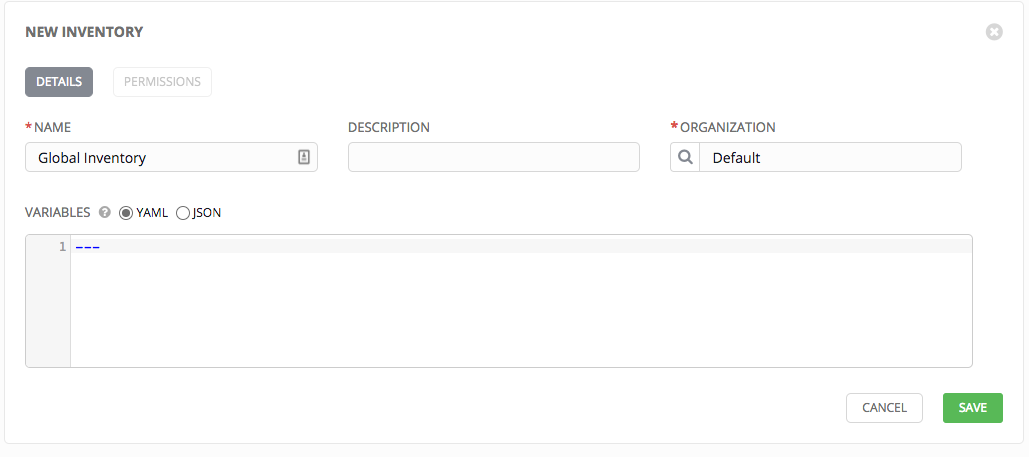 NEW INVENTORY
DETAILS PERMISSIONS
*NAME DESCRIPTION *ORGANIZATION
Global Inventory Default
VARIABLES ? YAML JSON
1 ---
CANCEL SAVE